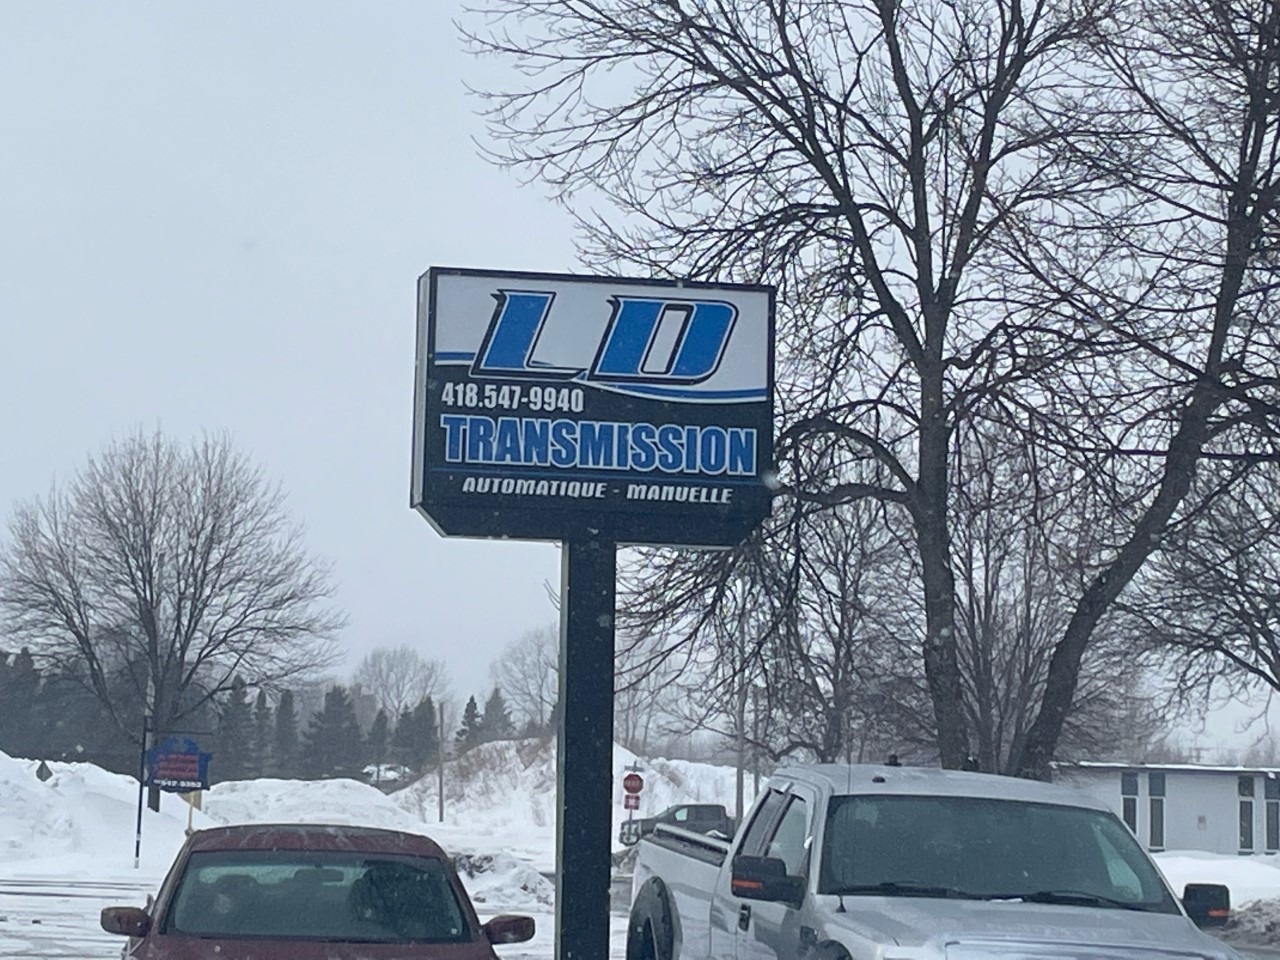 LD
418.547-9940
TRANSMISSION
AUTOMATIQUE - MANUELLE